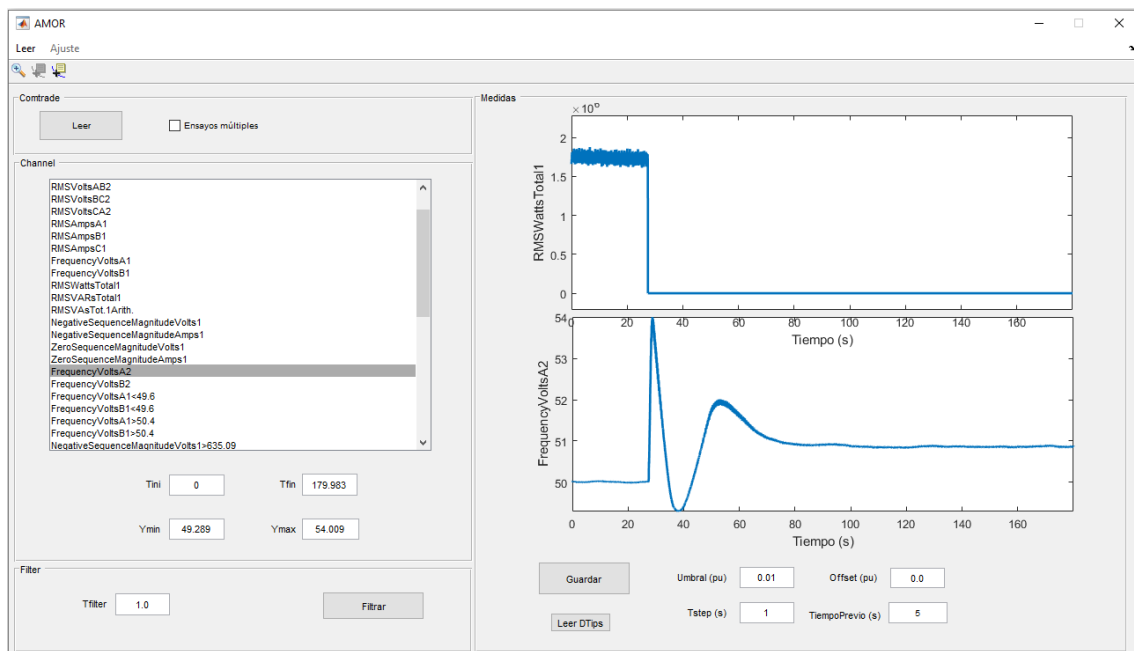 AMOR
Leer Ajuste
Comtrade
Leer
Ensayos múltiples
Channel
RMSVoltsAB2
RMSVoltsBC2
RMSVoltsCA2
RMSAmpsA1
RMSAmpsB1
RMSAmpsC1
FrequencyVoltsA1
FrequencyVoltsB1
RMSWattsTotal1
RMSVARsTotal1
RMSVAsTot.1Arith.
NegativeSequenceMagnitudeVolts1
NegativeSequenceMagnitudeAmps1
ZeroSequenceMagnitudeVolts1
ZeroSequenceMagnitudeAmps1
FrequencyVoltsA2
FrequencyVoltsB2
FrequencyVoltsA1<49.6
FrequencyVoltsB1<49.6
FrequencyVoltsA1>50.4
FrequencyVoltsB1>50.4
NegativeSequenceMagnitudeVolts1>635.09
Tini 0 Tfin 179.983
Ymin 49.289 Ymax 54.009
Filter
Tfilter 1.0 Filtrar
Medidas
2
1.5
1
0.5
0
RMSWattsTotal1
0 20 40 60 80 100 120 140 160
Tiempo (s)
54
53
52
51
50
FrequencyVoltsA2
0 20 40 60 80 100 120 140 160
Tiempo (s)
Guardar Umbral (pu) 0.01 Offset (pu) 0.0
Leer DTips Tstep (s) 1 TiempoPrevio (s) 5